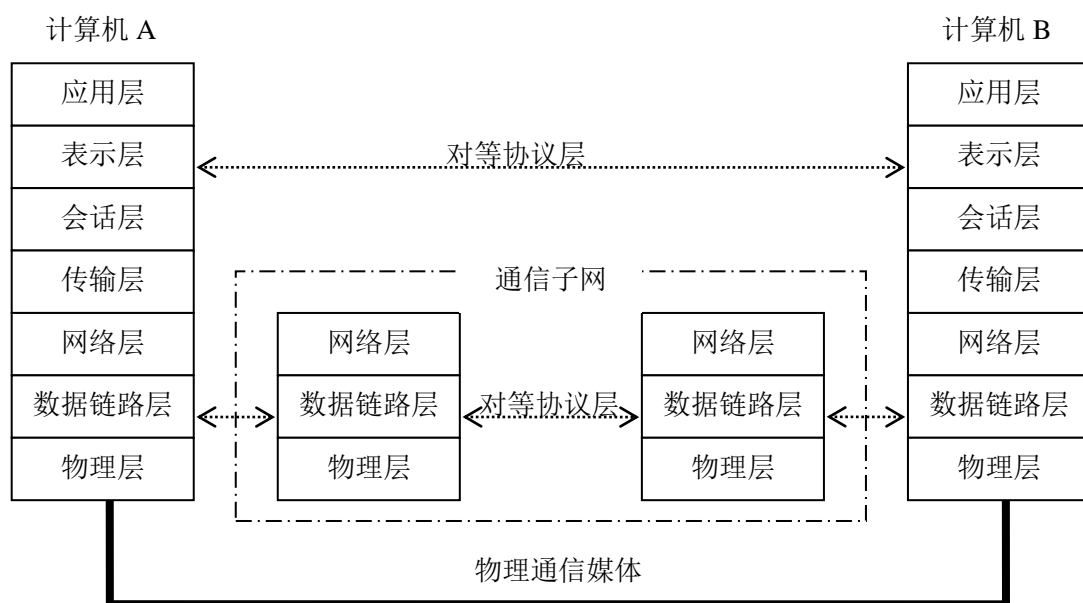 计算机 A
计算机 B
应用层
应用层
表示层
对等协议层
表示层
会话层
会话层
传输层
通信子网
传输层
网络层
网络层
网络层
网络层
数据链路层
数据链路层
对等协议层
数据链路层
数据链路层
物理层
物理层
物理层
物理层
物理通信媒体